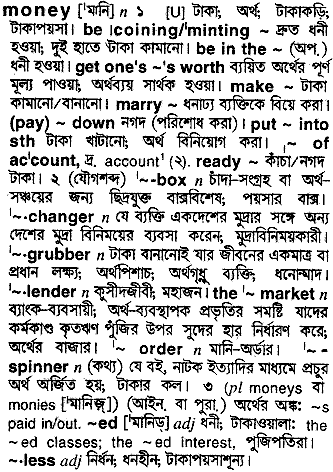 money [ˈমানি] n ১ [U] টাকা; অর্থ; টাকাকড়ি;
টাকাপয়সা। be ˈcoining/ˈminting ~ দ্রুত ধনী
হওয়া; দুই হাতে টাকা কামানো। be in the ~ (অপ.)
ধনী হওয়া। get one's ~'s worth ব্যয়িত অর্থের পূর্ণ
মূল্য পাওয়া; অর্থব্যয় সার্থক হওয়া। make ~ টাকা
কামানো/বানানো। marry ~ ধনাঢ্য ব্যক্তিকে বিয়ে করা।
(pay) ~ down নগদ (পরিশোধ করা)। put ~ into
sth টাকা খাটানো; অর্থ বিনিয়োগ করা। ˈ~ of
acˈcount, দ্র. account¹ (২). ready ~ কাঁচা/নগদ
টাকা। ২ (যৌগশব্দ) ˈ~-box n চাঁদা-সংগ্রহ বা অর্থ-
সঞ্চয়ের জন্য ছিদ্রযুক্ত বাক্সবিশেষ; পয়সার বাক্স।
ˈ~-changer n যে ব্যক্তি একদেশের মুদ্রার সঙ্গে অন্য
দেশের মুদ্রা বিনিময়ের ব্যবসা করেন; মুদ্রাবিনিময়কারী।
ˈ~-grubber n টাকা বানানোই যার জীবনের একমাত্র বা
প্রধান লক্ষ্য; অর্থপিশাচ; অর্থগৃধ্নু ব্যক্তি; ধনোন্মাদ।
ˈ~-lender n কুসীদজীবী; মহাজন। the ˈ~ market n
ব্যাংক-ব্যবসায়ী; অর্থ-ব্যবস্থাপক প্রভৃতির সমষ্টি যাদের
কর্মকাণ্ড কৃতঋণ পুঁজির উপর সুদের হার নির্ধারণ করে;
অর্থের বাজার। ˈ~ order n মানি-অর্ডার। ˈ~-
spinner n (কথ্য) যে বই, নাটক ইত্যাদির মাধ্যমে প্রচুর
অর্থ অর্জিত হয়; টাকার কল। ৩ (pl moneys বা
monies [ˈমানিজ়]) (আইন. বা পুরা.) অর্থের অঙ্ক: ~s
paid in/out. ~ed [ˈমানিড্] adj ধনী; টাকাওয়ালা: the
~ed classes; the ~ed interest, পুঁজিপতিরা।
~·less adj নির্ধন; ধনহীন; টাকাপয়সাশূন্য।